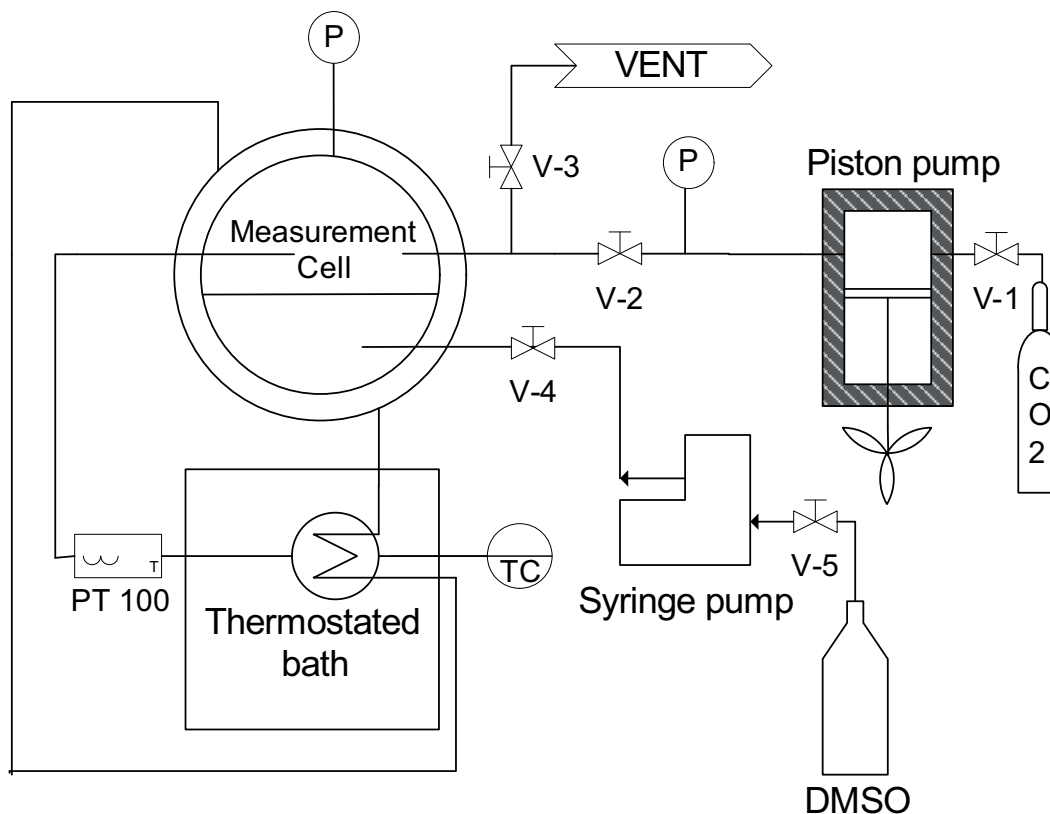 P
VENT
V-3
P
Piston pump
Measurement
Cell
V-2
V-1
V-4
C
O
2
TC
V-5
T
PT 100
Syringe pump
Thermostated
bath
DMSO